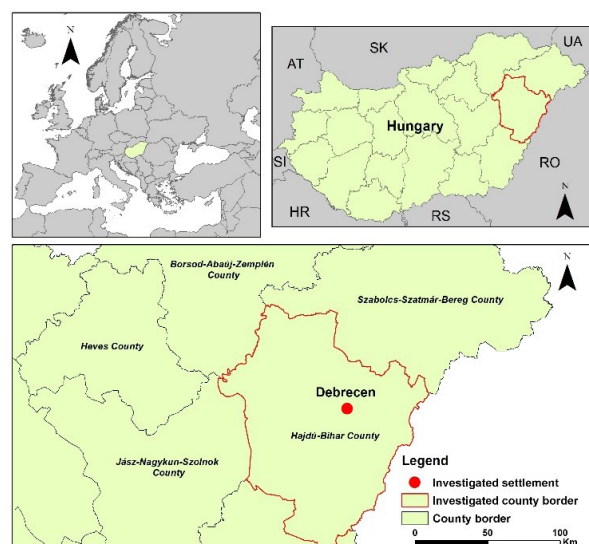 N
SK
UA
AT
Hungary
SI
RO
HR
RS
N
Borsod-Abaúj-Zemplén
County
N
Szabolcs-Szatmár-Bereg County
Heves County
Debrecen
Hajdú-Bihar County
Jász-Nagykun-Szolnok
County
Legend
Investigated settlement
Investigated county border
County border
0 50 100
Km